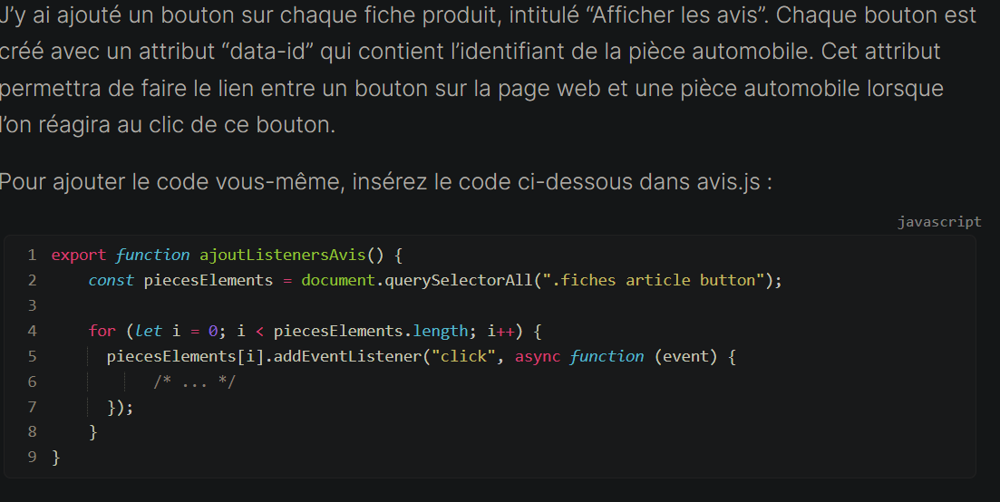 J’y ai ajouté un bouton sur chaque fiche produit, intitulé “Afficher les avis”. Chaque bouton est
créé avec un attribut “data-id” qui contient l’identifiant de la pièce automobile. Cet attribut
permettra de faire le lien entre un bouton sur la page web et une pièce automobile lorsque
l’on réagira au clic de ce bouton.
Pour ajouter le code vous-même, insérez le code ci-dessous dans avis.js :
javascript
1 export function ajoutListenersAvis() {
2     const piecesElements = document.querySelectorAll(".fiches article button");
3
4     for (let i = 0; i < piecesElements.length; i++) {
5       piecesElements[i].addEventListener("click", async function (event) {
6            /* ... */
7       });
8     }
9 }